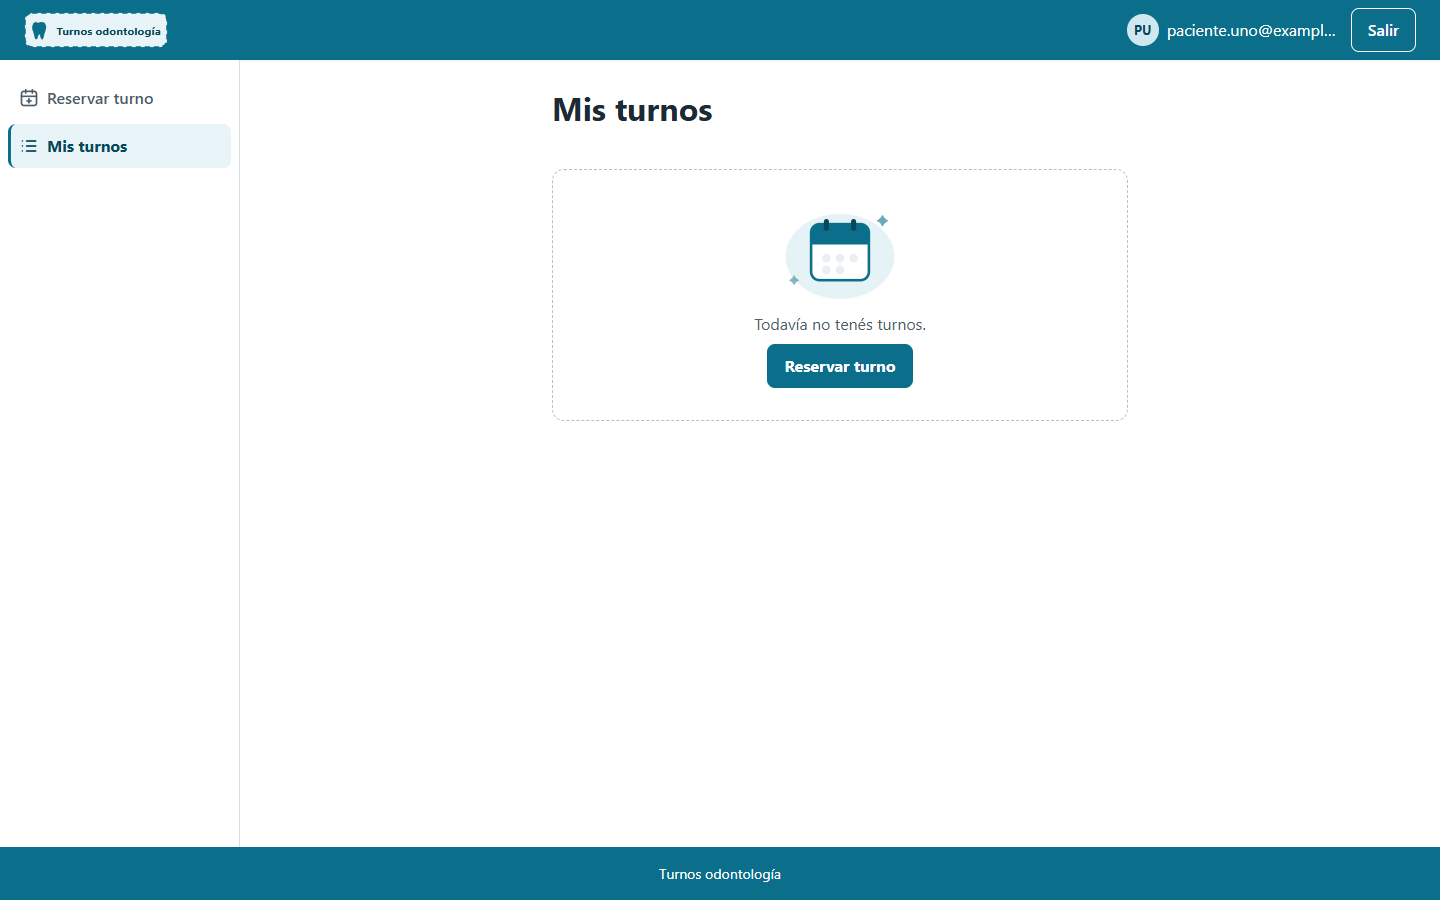 Turnos odontología
PU paciente.uno@exampl... Salir
Reservar turno
Mis turnos
Mis turnos
Todavía no tenés turnos.
Reservar turno
Turnos odontología